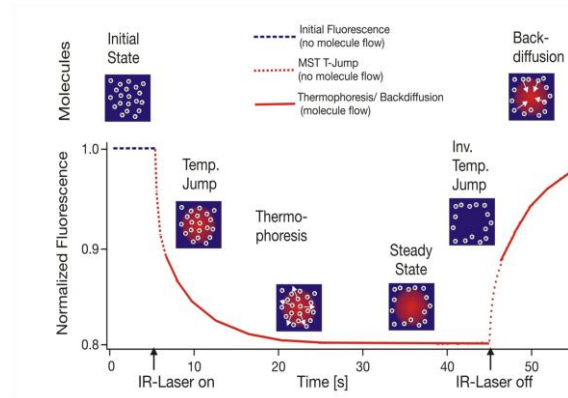 Molecules
Initial
State
Initial Fluorescence
(no molecule flow)
MST T-Jump
(no molecule flow)
Thermophoresis/ Backdiffusion
(molecule flow)
Back-
diffusion
Normalized Fluorescence
1.0
0.9
0.8
Temp.
Jump
Thermo-
phoresis
Steady
State
Inv.
Temp.
Jump
10
20
30
40
50
IR-Laser on
Time [s]
IR-Laser off